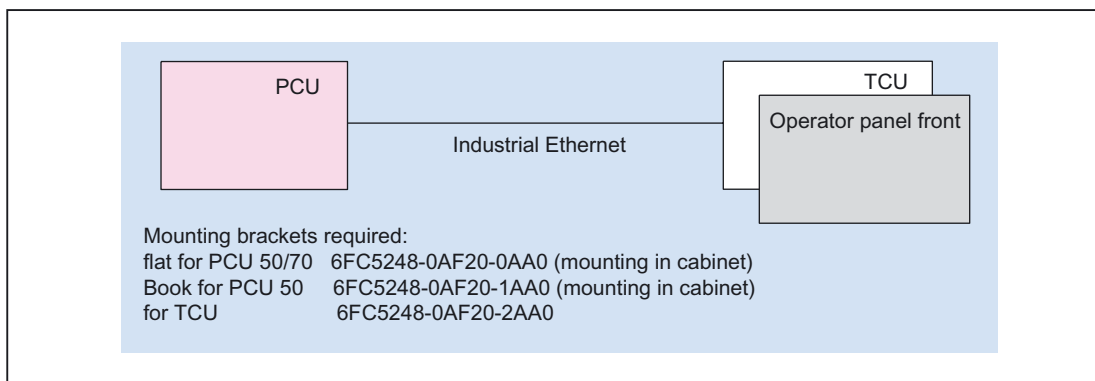 PCU
TCU
Operator panel front
Industrial Ethernet
Mounting brackets required:
flat for PCU 50/70 6FC5248-0AF20-0AA0 (mounting in cabinet)
Book for PCU 50 6FC5248-0AF20-1AA0 (mounting in cabinet)
for TCU 6FC5248-0AF20-2AA0